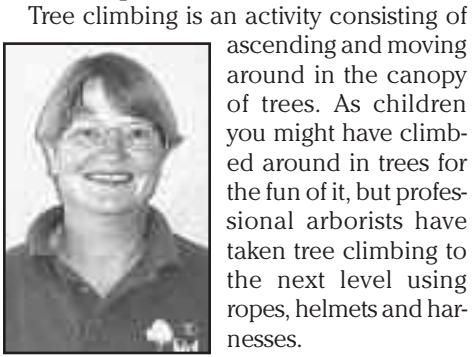 Tree climbing is an activity consisting of
ascending and moving
around in the canopy
of trees. As children
you might have climb-
ed around in trees for
the fun of it, but profes-
sional arborists have
taken tree climbing to
the next level using
ropes, helmets and har-
nesses.